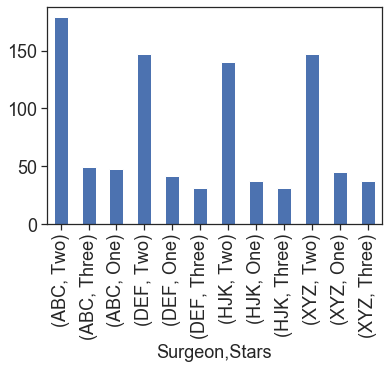 150
100
50
0
(ABC, Two)
(ABC, Three)
(ABC, One)
(DEF, Two)
(DEF, One)
(DEF, Three)
(HJK, Two)
(HJK, One)
(HJK, Three)
(XYZ, Two)
(XYZ, One)
(XYZ, Three)
Surgeon,Stars